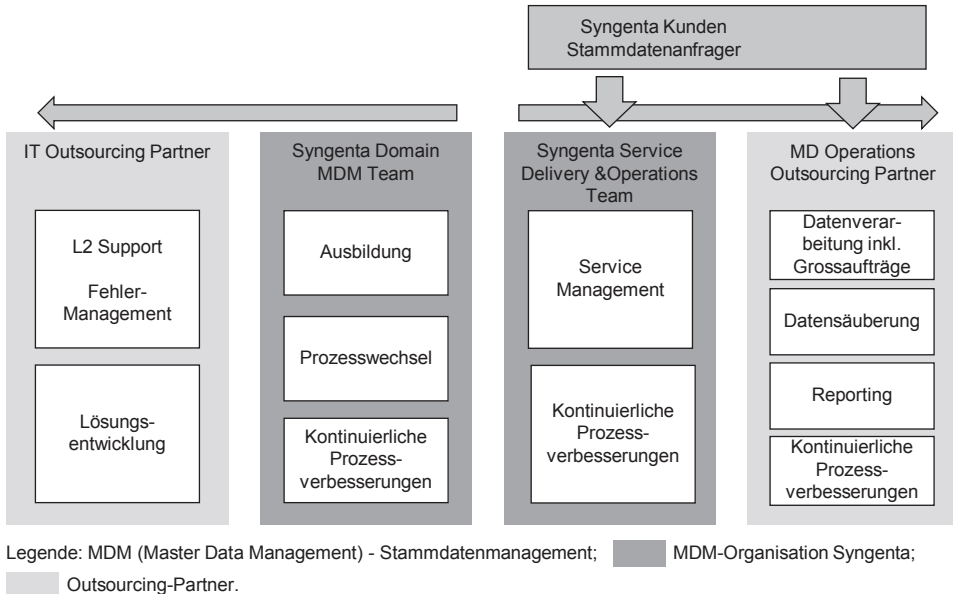 Syngenta Kunden
Stammdatenanfrager
IT Outsourcing Partner
L2 Support
Fehler-
Management
Lösungs-
entwicklung
Syngenta Domain
MDM Team
Ausbildung
Prozesswechsel
Kontinuierliche
Prozess-
verbesserungen
Syngenta Service
Delivery &Operations
Team
Service
Management
Kontinuierliche
Prozess-
verbesserungen
MD Operations
Outsourcing Partner
Datenverar-
beitung inkl.
Grossaufträge
Datensäuberung
Reporting
Kontinuierliche
Prozess-
verbesserungen
Legende: MDM (Master Data Management) - Stammdatenmanagement; MDM-Organisation Syngenta;
Outsourcing-Partner.